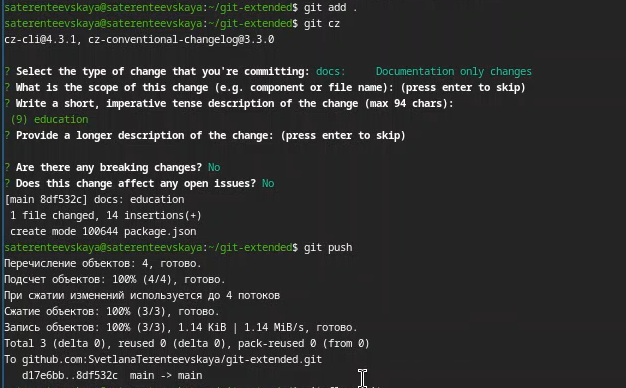 saterenteevskaya@saterenteevskaya:~/git-extended$ git add .
saterenteevskaya@saterenteevskaya:~/git-extended$ git cz
cz-cli@4.3.1, cz-conventional-changelog@3.3.0
? Select the type of change that you're committing: docs:     Documentation only changes
? What is the scope of this change (e.g. component or file name): (press enter to skip)
? Write a short, imperative tense description of the change (max 94 chars):
(9) education
? Provide a longer description of the change: (press enter to skip)
? Are there any breaking changes? No
? Does this change affect any open issues? No
[main 8df532c] docs: education
1 file changed, 14 insertions(+)
create mode 100644 package.json
saterenteevskaya@saterenteevskaya:~/git-extended$ git push
Перечисление объектов: 4, готово.
Подсчет объектов: 100% (4/4), готово.
При сжатии изменений используется до 4 потоков
Сжатие объектов: 100% (3/3), готово.
Запись объектов: 100% (3/3), 1.14 KiB | 1.14 MiB/s, готово.
Total 3 (delta 0), reused 0 (delta 0), pack-reused 0 (from 0)
To github.com:SvetlanaTerenteevskaya/git-extended.git
d17e6bb..8df532c  main -> main